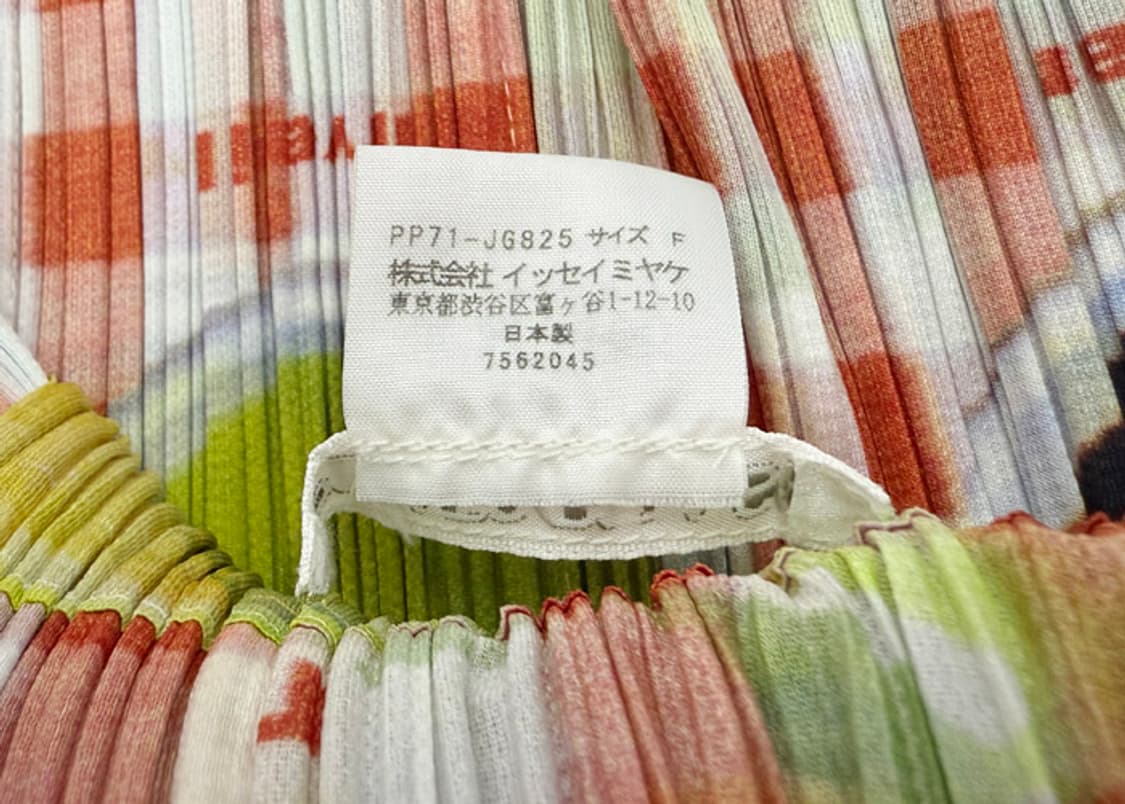 PP71-JG825 サイズ F
株式会社 イッセイミヤケ
東京都渋谷区富ヶ谷1-12-10
日本製
7562045